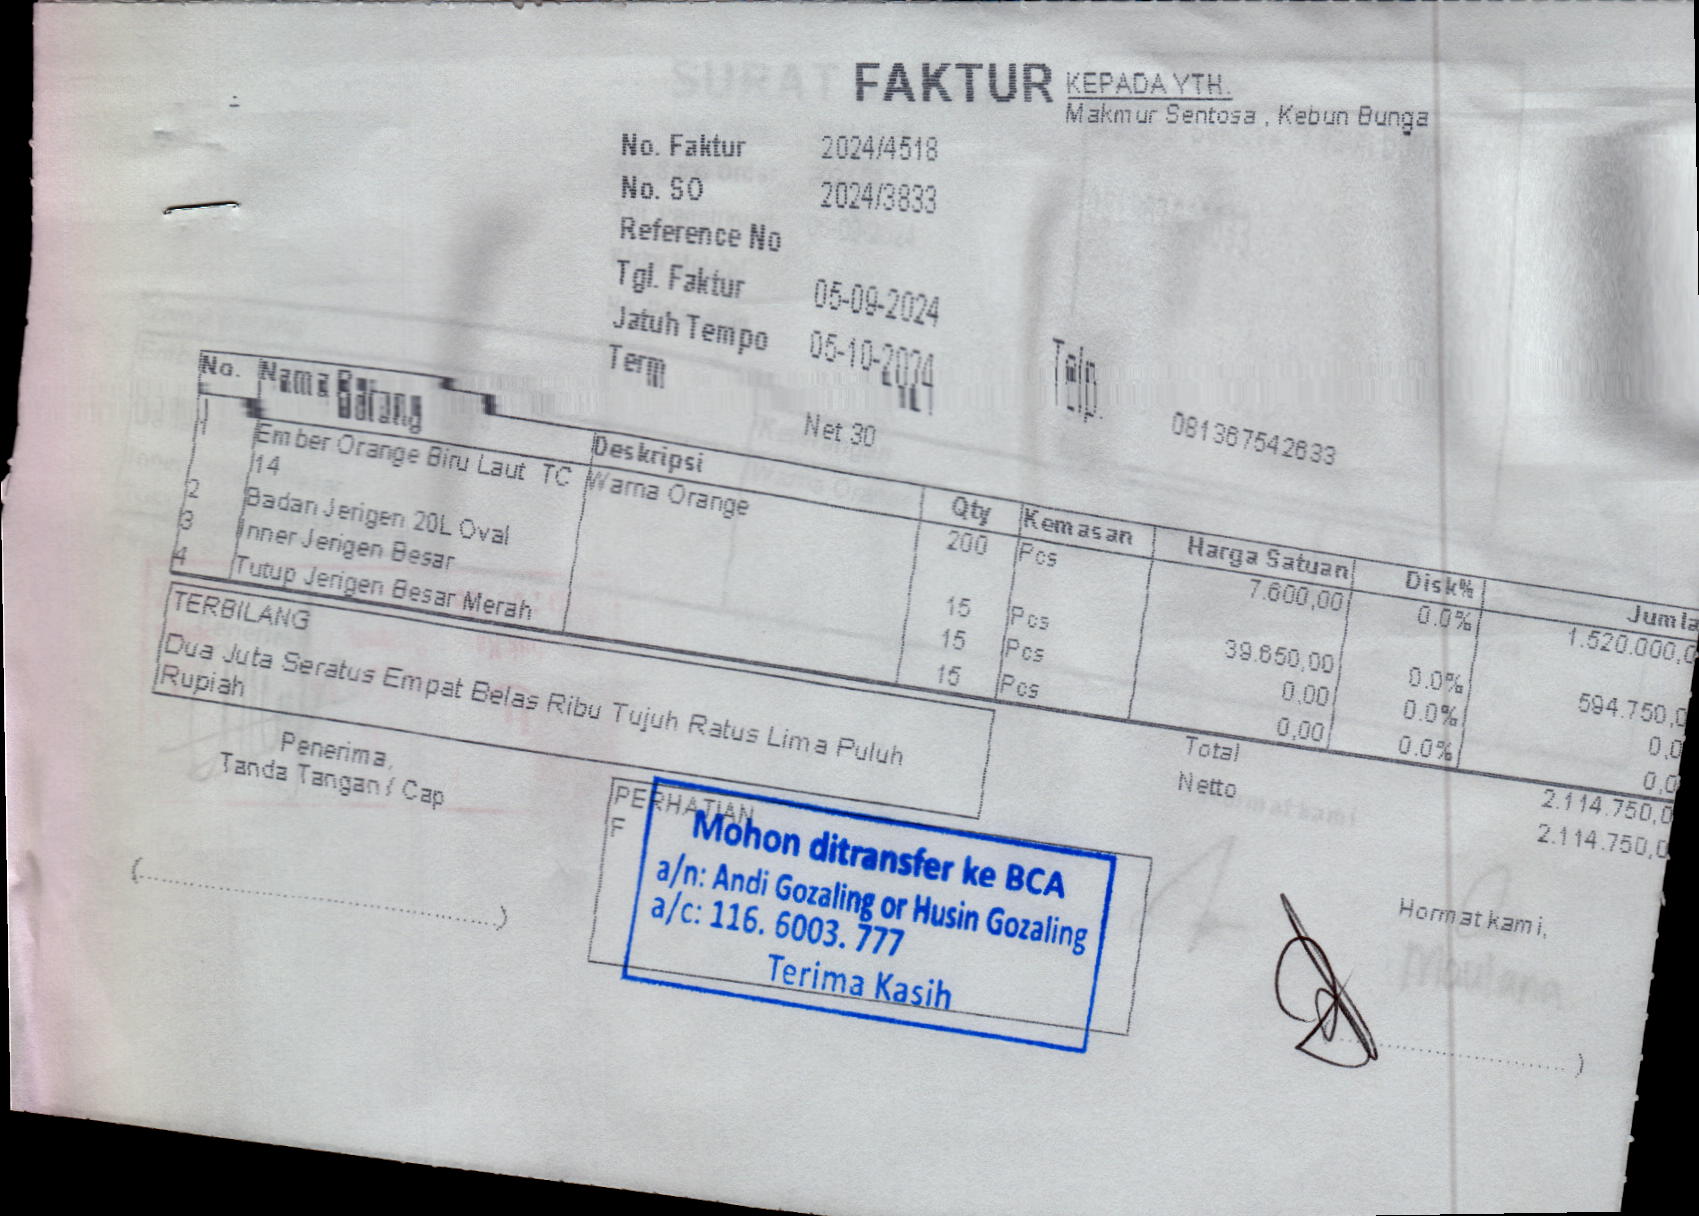 FAKTUR
KEPADA YTH.
Makmur Sentosa , Kebun Bunga
No. Faktur 2024/4518
No. SO 2024/3833
Reference No
Tgl. Faktur 05-09-2024
Jatuh Tempo 05-10-2024
Term Net 30
Telp. 081367542633
No. Nama Barang Deskripsi Qty Kemasan Harga Satuan Disk% Jumla
1 Ember Orange Biru Laut TC Warna Orange 200 Pcs 7.600,00 0.0% 1.520.000,0
14
2 Badan Jerigen 20L Oval 15 Pcs 39.650,00 0.0% 594.750,0
3 Inner Jerigen Besar 15 Pcs 0,00 0.0% 0,0
4 Tutup Jerigen Besar Merah 15 Pcs 0,00 0.0% 0,0
TERBILANG
Dua Juta Seratus Empat Belas Ribu Tujuh Ratus Lima Puluh
Rupiah
Total 2.114.750,0
Netto 2.114.750,0
Penerima,
Tanda Tangan / Cap
(..........................................)
PERHATIAN
F
Mohon ditransfer ke BCA
a/n: Andi Gozaling or Husin Gozaling
a/c: 116. 6003. 777
Terima Kasih
Hormat kami,
Maulana